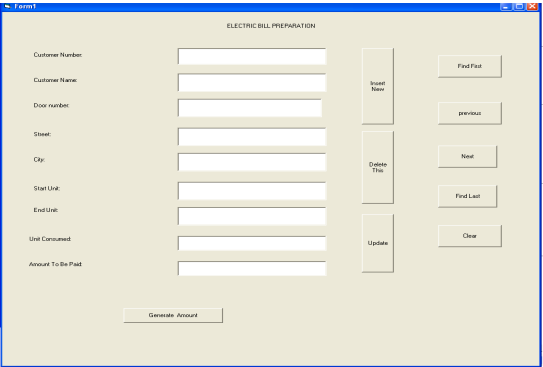 Form1
ELECTRIC BILL PREPARATION
Customer Number:
Customer Name:
Door number:
Street:
City:
Start Unit:
End Unit:
Unit Consumed:
Amount To Be Paid:
Insert
New
Delete
This
Update
Find First
previous
Next
Find Last
Clear
Generate Amount